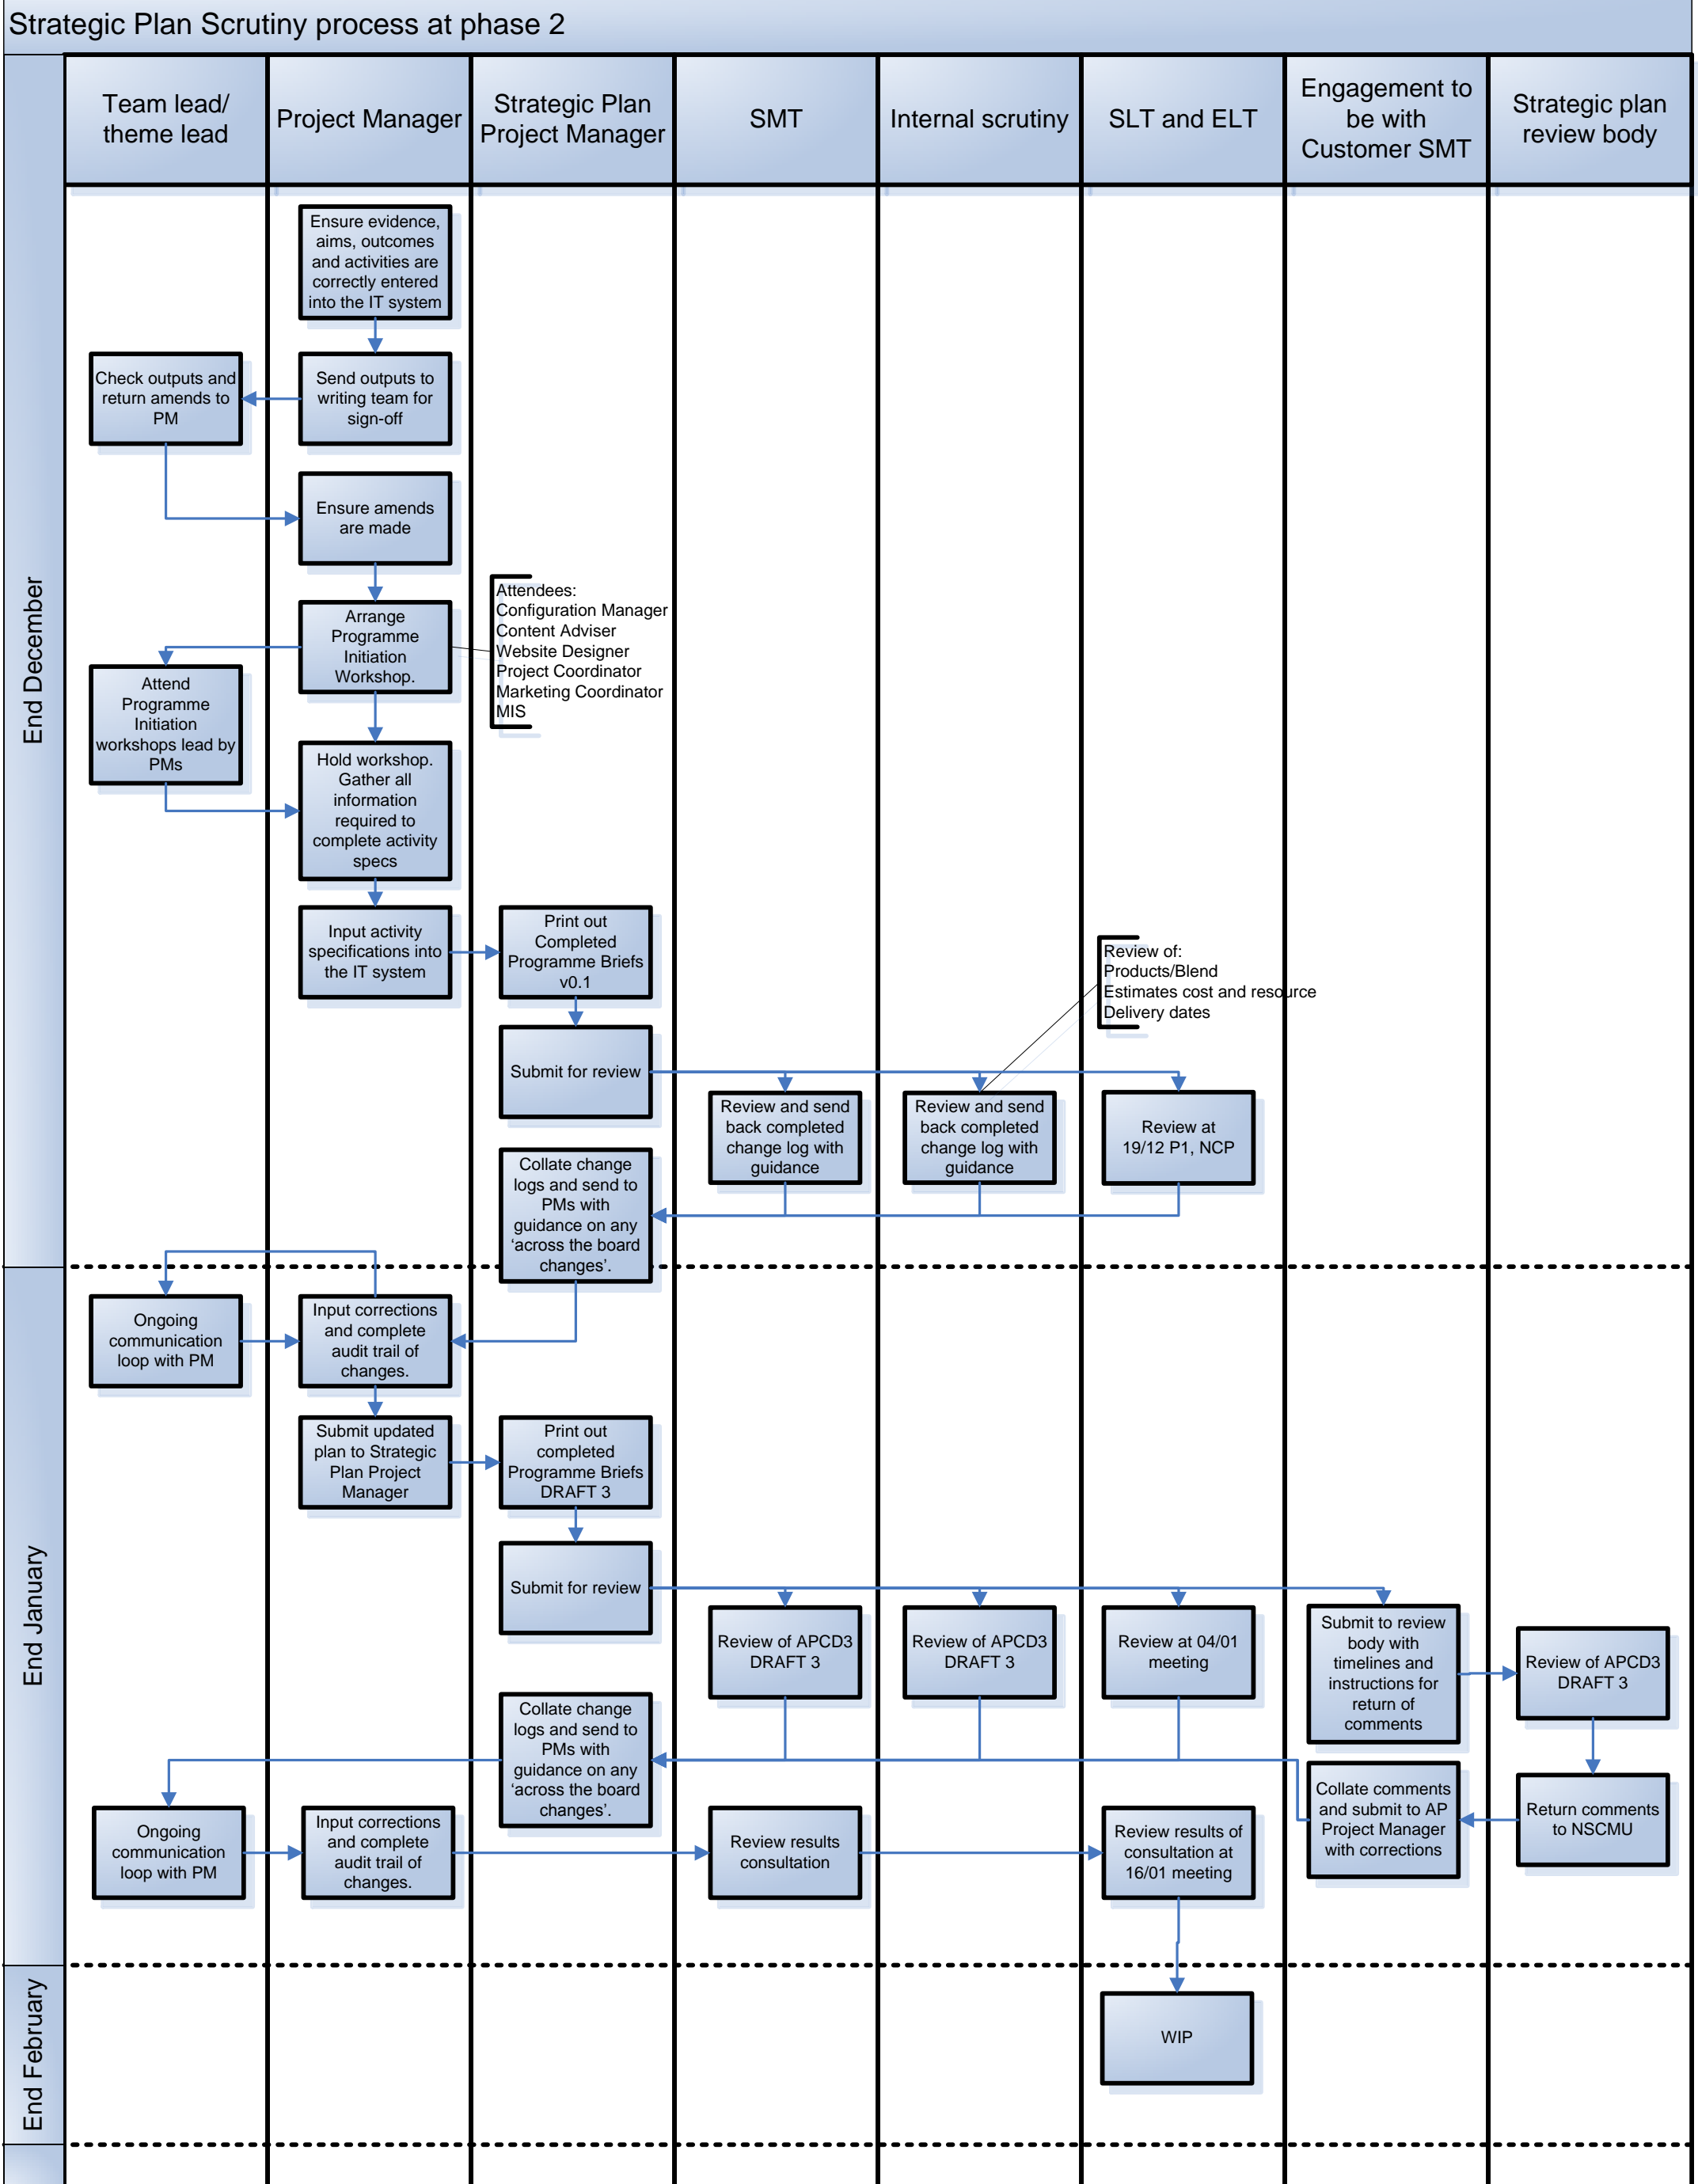 Strategic Plan Scrutiny process at phase 2
Team lead/
theme lead
Project Manager
Strategic Plan
Project Manager
SMT
Internal scrutiny
SLT and ELT
Engagement to
be with
Customer SMT
Strategic plan
review body
End December
Ensure evidence,
aims, outcomes
and activities are
correctly entered
into the IT system
Check outputs and
return amends to
PM
Send outputs to
writing team for
sign-off
Ensure amends
are made
Arrange
Programme
Initiation
Workshop.
Attendees:
Configuration Manager
Content Adviser
Website Designer
Project Coordinator
Marketing Coordinator
MIS
Attend
Programme
Initiation
workshops lead by
PMs
Hold workshop.
Gather all
information
required to
complete activity
specs
Input activity
specifications into
the IT system
Print out
Completed
Programme Briefs
v0.1
Review of:
Products/Blend
Estimates cost and resource
Delivery dates
Submit for review
Review and send
back completed
change log with
guidance
Review and send
back completed
change log with
guidance
Review at
19/12 P1, NCP
Collate change
logs and send to
PMs with
guidance on any
‘across the board
changes’.
End January
Ongoing
communication
loop with PM
Input corrections
and complete
audit trail of
changes.
Submit updated
plan to Strategic
Plan Project
Manager
Print out
completed
Programme Briefs
DRAFT 3
Submit for review
Review of APCD3
DRAFT 3
Review of APCD3
DRAFT 3
Review at 04/01
meeting
Submit to review
body with
timelines and
instructions for
return of
comments
Review of APCD3
DRAFT 3
Collate change
logs and send to
PMs with
guidance on any
‘across the board
changes’.
Collate comments
and submit to AP
Project Manager
with corrections
Return comments
to NSCMU
Ongoing
communication
loop with PM
Input corrections
and complete
audit trail of
changes.
Review results
consultation
Review results of
consultation at
16/01 meeting
End February
WIP